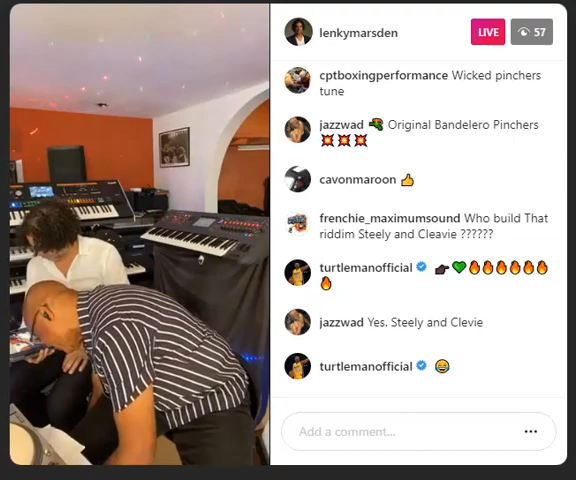 lenkymarsden
LIVE
57
cptboxingperformance Wicked pinchers
tune
jazzwad 🔫 Original Bandelero Pinchers
💥💥💥
cavonmaroon 👍
frenchie_maximumsound Who build That
riddim Steely and Cleavie ??????
turtlemanofficial 👉🏿💚🔥🔥🔥🔥🔥🔥
🔥
jazzwad Yes. Steely and Clevie
turtlemanofficial 😂
Add a comment...